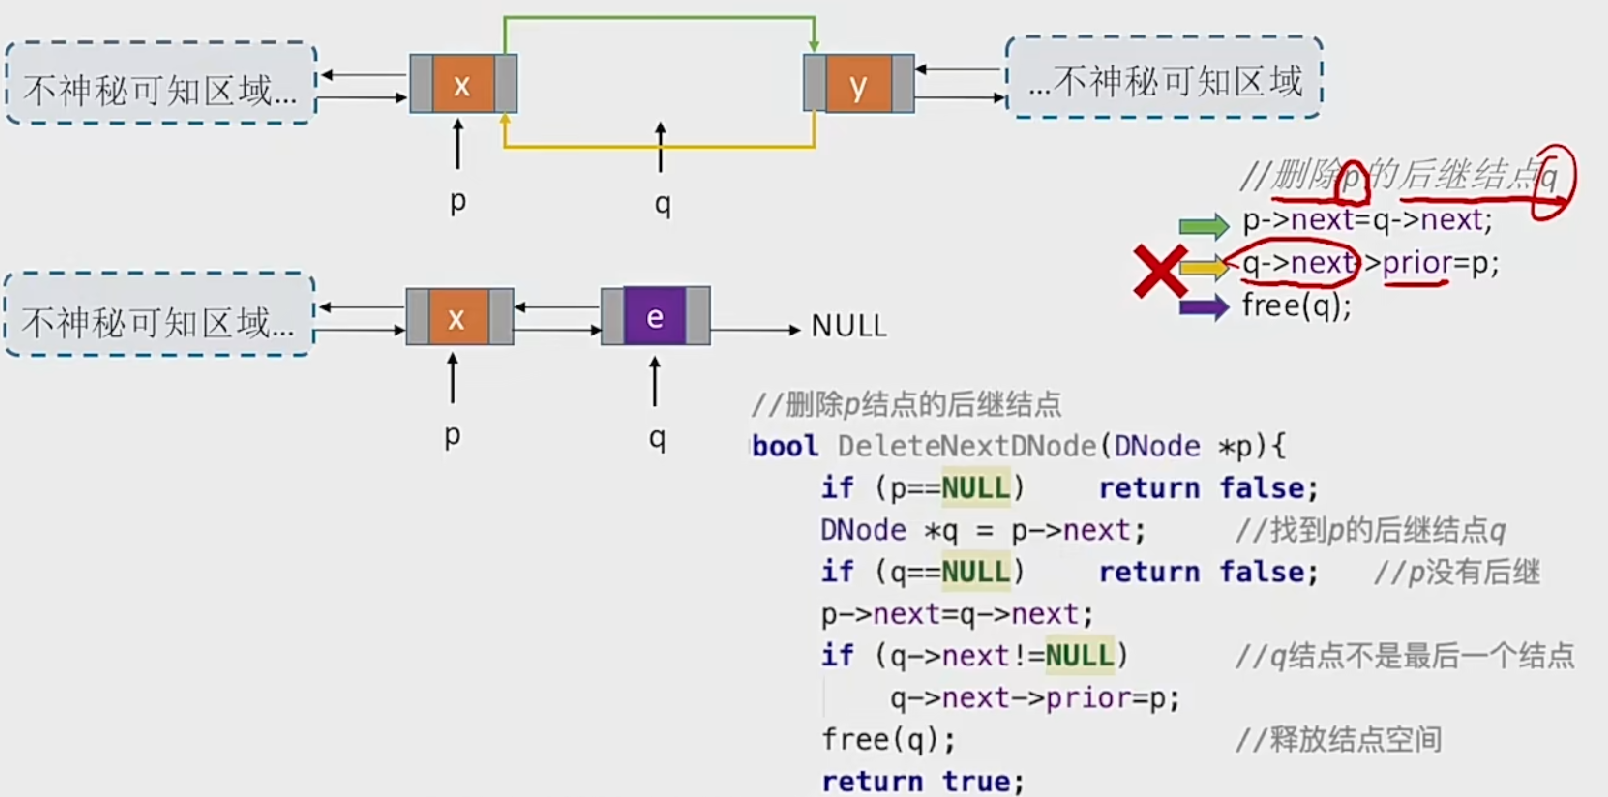 不神秘可知区域...
x
y
...不神秘可知区域
p
q
//删除p的后继结点q
p->next=q->next;
q->next->prior=p;
free(q);
不神秘可知区域...
x
e
NULL
p
q
//删除p结点的后继结点
bool DeleteNextDNode(DNode *p){
if (p==NULL) return false;
DNode *q = p->next; //找到p的后继结点q
if (q==NULL) return false; //p没有后继
p->next=q->next;
if (q->next!=NULL) //q结点不是最后一个结点
q->next->prior=p;
free(q); //释放结点空间
return true;